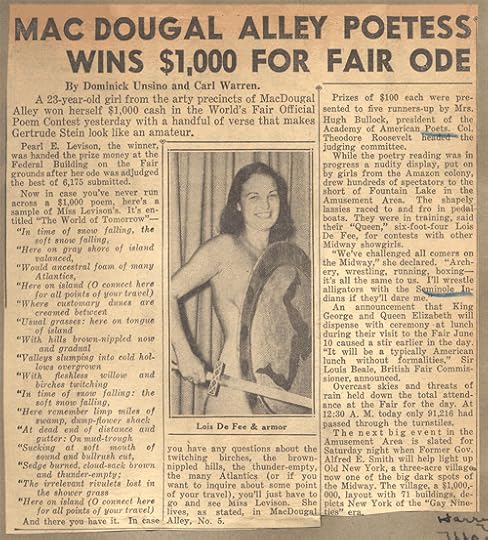 MAC DOUGAL ALLEY POETESS
WINS $1,000 FOR FAIR ODE
By Dominick Unsino and Carl Warren.
A 23-year-old girl from the arty precincts of MacDougal
Alley won herself $1,000 cash in the World's Fair Official
Poem Contest yesterday with a handful of verse that makes
Gertrude Stein look like an amateur.
Pearl E. Levison, the winner,
was handed the prize money at the
Federal Building on the Fair
grounds after her ode was adjudged
the best of 6,175 submitted.
Now in case you've never run
across a $1,000 poem, here's a
sample of Miss Levison's. It's en-
titled "The World of Tomorrow"—
"In time of snow falling, the
soft snow falling,
"Here on gray shore of island
valanced,
"Would ancestral foam of many
Atlantics,
"Here on island (O connect here
for all points of your travel)
"Where customary dunes are
creamed between
"Usual grasses: here on tongue
of island
"With hills brown-nippled now
and gradual
"Valleys slumping into cold hol-
lows overgrown
"With fleshless willow and
birches twitching
"In time of snow falling: the
soft snow falling,
"Here remember limp miles of
swamp, dump-flower shack
"At dead end of distance and
gutter: On mud-trough
"Sucking at soft mouth of
sound and bullrush cut,
"Sedge burned, cloud-sack brown
and thunder-empty;
"The irrelevant rivulets lost in
the shower grass
"Here on island (O connect here
for all points of your travel)
And there you have it. In case
Lois De Fee & armor
you have any questions about the
twitching birches, the brown-
nippled hills, the thunder-empty,
the many Atlantics (or if you
want to inquire about some point
of your travel), you'll just have to
go and see Miss Levison. She
lives, as stated, in MacDougal
Alley, No. 5.
Prizes of $100 each were pre-
sented to five runners-up by Mrs.
Hugh Bullock, president of the
Academy of American Poets. Col.
Theodore Roosevelt headed the
judging committee.
While the poetry reading was in
progress a nudity display, put on
by girls from the Amazon colony,
drew hundreds of spectators to the
short of Fountain Lake in the
Amusement Area. The shapely
lassies raced to and fro in pedal
boats. They were in training, said
their "Queen," six-foot-four Lois
De Fee, for contests with other
Midway showgirls.
"We've challenged all comers on
the Midway," she declared. "Arch-
ery, wrestling, running, boxing—
it's all the same to us. I'll wrestle
alligators with the Seminole In-
dians if they'll dare me."
An announcement that King
George and Queen Elizabeth will
dispense with ceremony at lunch
during their visit to the Fair June
10 caused a stir earlier in the day.
"It will be a typically American
lunch without formalities," Sir
Louis Beale, British Fair Commis-
sioner, announced.
Overcast skies and threats of
rain held down the total attend-
ance at the Fair for the day. At
12:30 A. M. today only 91,216 had
passed through the turnstiles.
The next big event in the
Amusement Area is slated for
Saturday night when Former Gov.
Alfred E. Smith will help light up
Old New York, a three-acre village,
now one of the big dark spots of
the Midway. The village, a $1,000,-
000, layout with 71 buildings, de-
picts New York of the "Gay Nine-
ties" era.